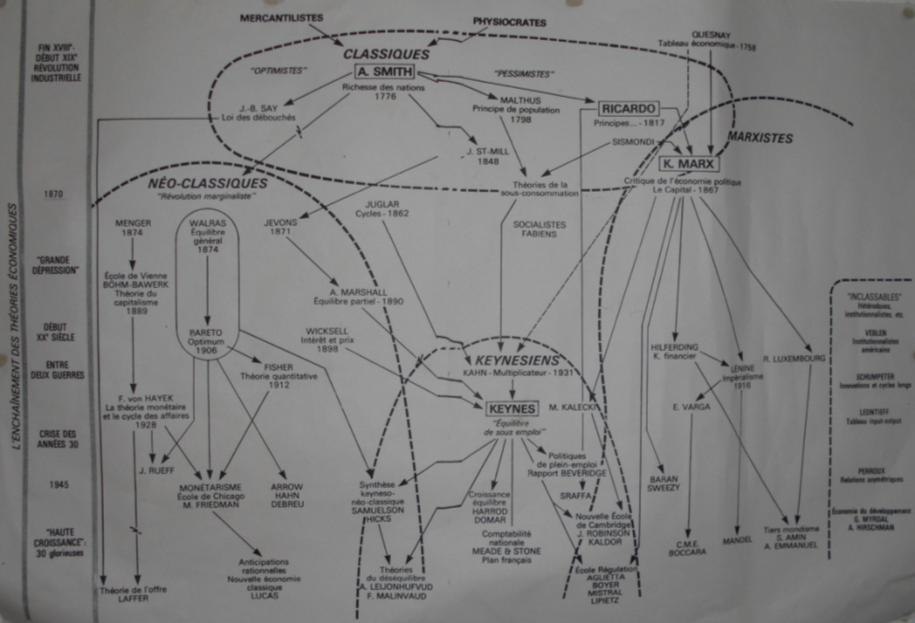 MERCANTILISTES
PHYSIOCRATES
FIN XVIIIe-
DÉBUT XIXe
RÉVOLUTION
INDUSTRIELLE
QUESNAY
Tableau économique - 1758
CLASSIQUES
"OPTIMISTES"
A. SMITH
"PESSIMISTES"
Richesse des nations
1776
J.-B. SAY
Loi des débouchés
MALTHUS
Principe de population
1798
RICARDO
Principes... - 1817
MARXISTES
SISMONDI
J. ST-MILL
1848
K. MARX
Critique de l'économie politique
Le Capital - 1867
Théories de la
sous-consommation
L'ENCHAÎNEMENT DES THÉORIES ÉCONOMIQUES
1870
NÉO-CLASSIQUES
"Révolution marginaliste"
JUGLAR
Cycles - 1862
MENGER
1874
WALRAS
Équilibre
général
1874
JEVONS
1871
SOCIALISTES
FABIENS
"GRANDE
DÉPRESSION"
École de Vienne
BÖHM-BAWERK
Théorie du
capitalisme
1889
A. MARSHALL
Équilibre partiel - 1890
"INCLASSABLES"
Hétérodoxes,
institutionnalistes, etc.
DÉBUT
XXe SIÈCLE
PARETO
Optimum
1906
WICKSELL
Intérêt et prix
1898
VEBLEN
Institutionnalistes
américains
HILFERDING
K. financier
R. LUXEMBOURG
ENTRE
DEUX GUERRES
FISHER
Théorie quantitative
1912
KEYNESIENS
KAHN - Multiplicateur - 1931
LÉNINE
Impérialisme
1916
SCHUMPETER
Innovations et cycles longs
F. von HAYEK
La théorie monétaire
et le cycle des affaires
1928
KEYNES
"Équilibre
de sous emploi"
M. KALECKI
E. VARGA
LEONTIEFF
Tableau input-output
CRISE DES
ANNÉES 30
J. RUEFF
Politiques
de plein-emploi
Rapport BEVERIDGE
PERROUX
Relations asymétriques
1945
MONÉTARISME
École de Chicago
M. FRIEDMAN
ARROW
HAHN
DEBREU
Synthèse
keyneso-
néo-classique
SAMUELSON
HICKS
Croissance
équilibre
HARROD
DOMAR
SRAFFA
BARAN
SWEEZY
Nouvelle École
de Cambridge
J. ROBINSON
KALDOR
Économie du développement
G. MYRDAL
A. HIRSCHMAN
"HAUTE
CROISSANCE":
30 glorieuses
Comptabilité
nationale
MEADE & STONE
Plan français
C.M.E.
BOCCARA
MANDEL
Tiers mondisme
S. AMIN
A. EMMANUEL
Anticipations
rationnelles
Nouvelle économie
classique
LUCAS
Théories
du déséquilibre
A. LEIJONHUFVUD
F. MALINVAUD
École Régulation
AGLIETTA
BOYER
MISTRAL
LIPIETZ
Théorie de l'offre
LAFFER